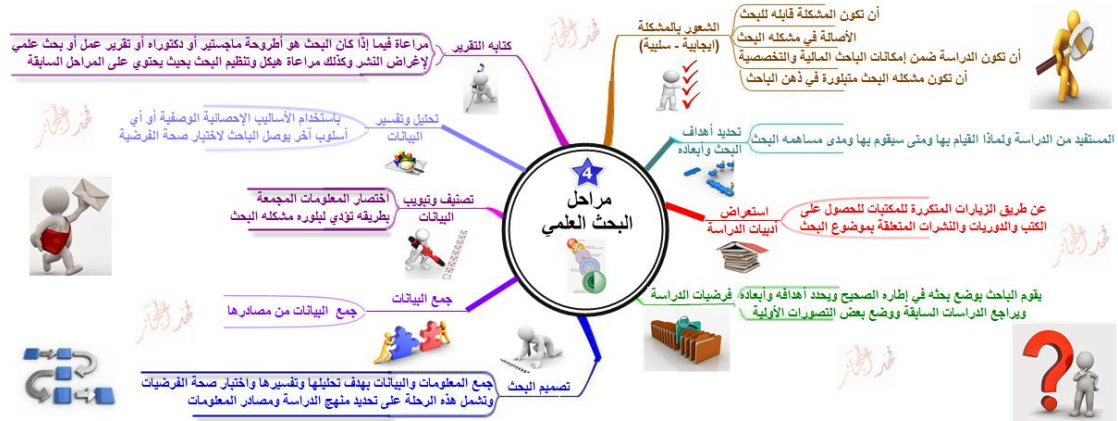 4
مراحل
البحث العلمي
الشعور بالمشكلة
(ايجابية - سلبية)
أن تكون المشكلة قابله للبحث
الأصالة في مشكله البحث
أن تكون الدراسة ضمن إمكانات الباحث المالية والتخصصية
أن تكون مشكله البحث متبلورة في ذهن الباحث
تحديد أهداف
البحث وأبعاده
المستفيد من الدراسة ولماذا القيام بها ومتى سيقوم بها ومدى مساهمه البحث
استعراض
أدبيات الدراسة
عن طريق الزيارات المتكررة للمكتبات للحصول على
الكتب والدوريات والنشرات المتعلقة بموضوع البحث
فرضيات الدراسة
يقوم الباحث بوضع بحثه في إطاره الصحيح ويحدد أهدافه وأبعاده
ويراجع الدراسات السابقة ووضع بعض التصورات الأولية
تصميم البحث
جمع المعلومات والبيانات بهدف تحليلها وتفسيرها واختبار صحة الفرضيات
وتشمل هذه الرحلة على تحديد منهج الدراسة ومصادر المعلومات
جمع البيانات
جمع البيانات من مصادرها
تصنيف وتبويب
البيانات
اختصار المعلومات المجمعة
بطريقه تؤدي لبلوره مشكله البحث
تحليل وتفسير
البيانات
باستخدام الأساليب الإحصائية الوصفية أو أي
أسلوب آخر يوصل الباحث لاختبار صحة الفرضية
كتابه التقرير
مراعاة فيما إذا كان البحث هو أطروحة ماجستير أو دكتوراه أو تقرير عمل أو بحث علمي
لإغراض النشر وكذلك مراعاة هيكل وتنظيم البحث بحيث يحتوي على المراحل السابقة